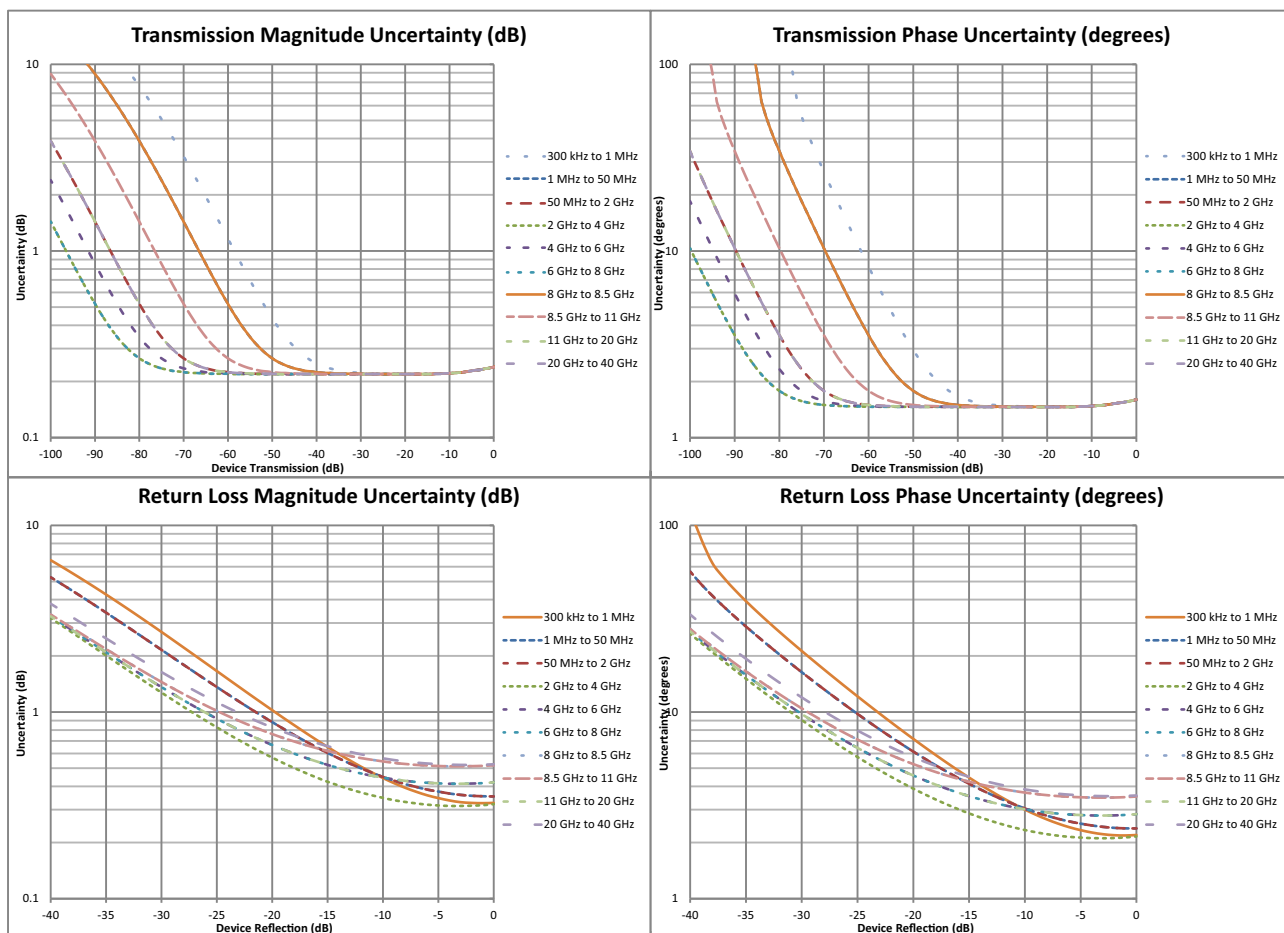 Transmission Magnitude Uncertainty (dB)
10
1
0.1
Uncertainty (dB)
-100 -90 -80 -70 -60 -50 -40 -30 -20 -10 0
Device Transmission (dB)
300 kHz to 1 MHz
1 MHz to 50 MHz
50 MHz to 2 GHz
2 GHz to 4 GHz
4 GHz to 6 GHz
6 GHz to 8 GHz
8 GHz to 8.5 GHz
8.5 GHz to 11 GHz
11 GHz to 20 GHz
20 GHz to 40 GHz
Transmission Phase Uncertainty (degrees)
100
10
1
Uncertainty (degrees)
-100 -90 -80 -70 -60 -50 -40 -30 -20 -10 0
Device Transmission (dB)
300 kHz to 1 MHz
1 MHz to 50 MHz
50 MHz to 2 GHz
2 GHz to 4 GHz
4 GHz to 6 GHz
6 GHz to 8 GHz
8 GHz to 8.5 GHz
8.5 GHz to 11 GHz
11 GHz to 20 GHz
20 GHz to 40 GHz
Return Loss Magnitude Uncertainty (dB)
10
1
0.1
Uncertainty (dB)
-40 -35 -30 -25 -20 -15 -10 -5 0
Device Reflection (dB)
300 kHz to 1 MHz
1 MHz to 50 MHz
50 MHz to 2 GHz
2 GHz to 4 GHz
4 GHz to 6 GHz
6 GHz to 8 GHz
8 GHz to 8.5 GHz
8.5 GHz to 11 GHz
11 GHz to 20 GHz
20 GHz to 40 GHz
Return Loss Phase Uncertainty (degrees)
100
10
1
Uncertainty (degrees)
-40 -35 -30 -25 -20 -15 -10 -5 0
Device Reflection (dB)
300 kHz to 1 MHz
1 MHz to 50 MHz
50 MHz to 2 GHz
2 GHz to 4 GHz
4 GHz to 6 GHz
6 GHz to 8 GHz
8 GHz to 8.5 GHz
8.5 GHz to 11 GHz
11 GHz to 20 GHz
20 GHz to 40 GHz